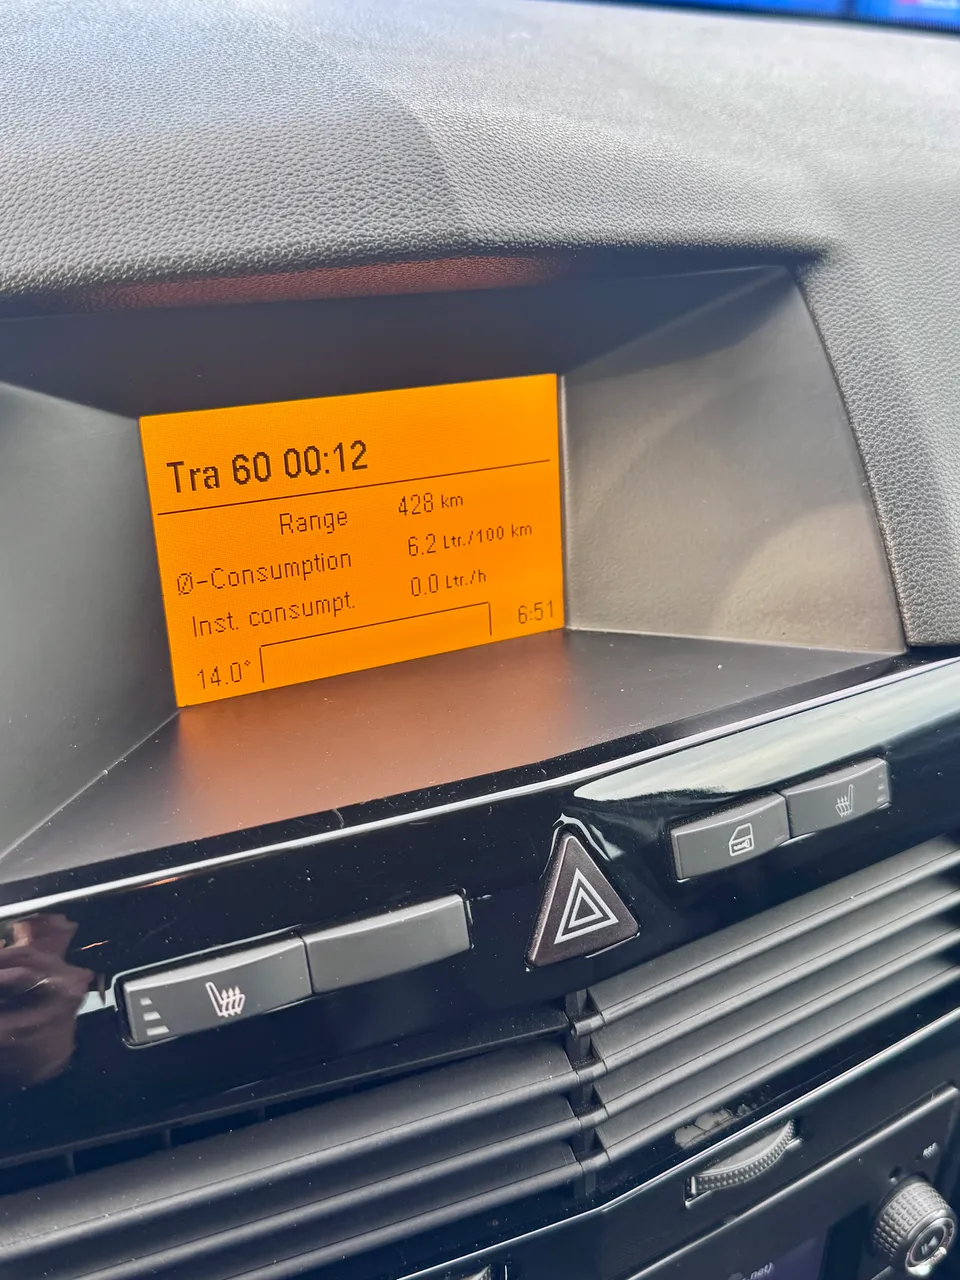 Tra 60 00:12
Range 428 km
Ø-Consumption 6.2 Ltr./100 km
Inst. consumpt. 0.0 Ltr./h
14.0° 6:51